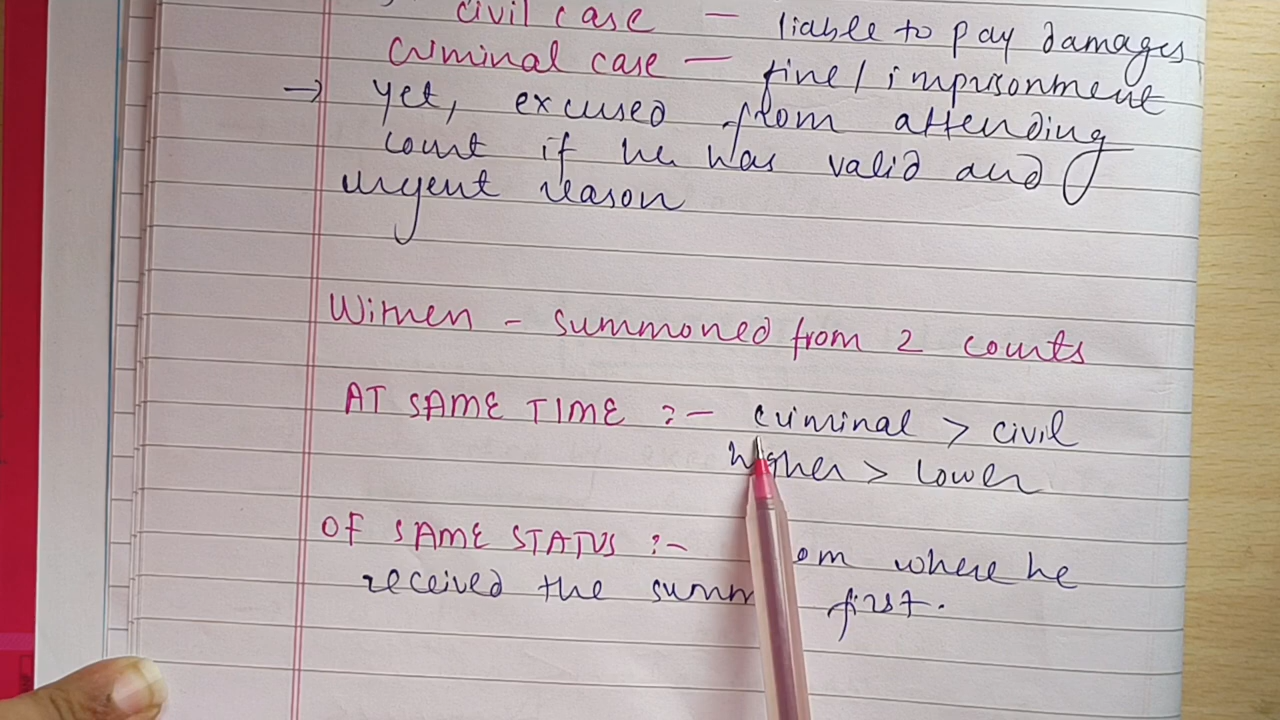 civil case — liable to pay damages
Criminal case — fine/imprisonment
→ yet, excused from attending
court if he has valid and
urgent reason
Witness - summoned from 2 courts
AT SAME TIME :- criminal > civil
higher > lower
OF SAME STATUS :- where he
received the first.